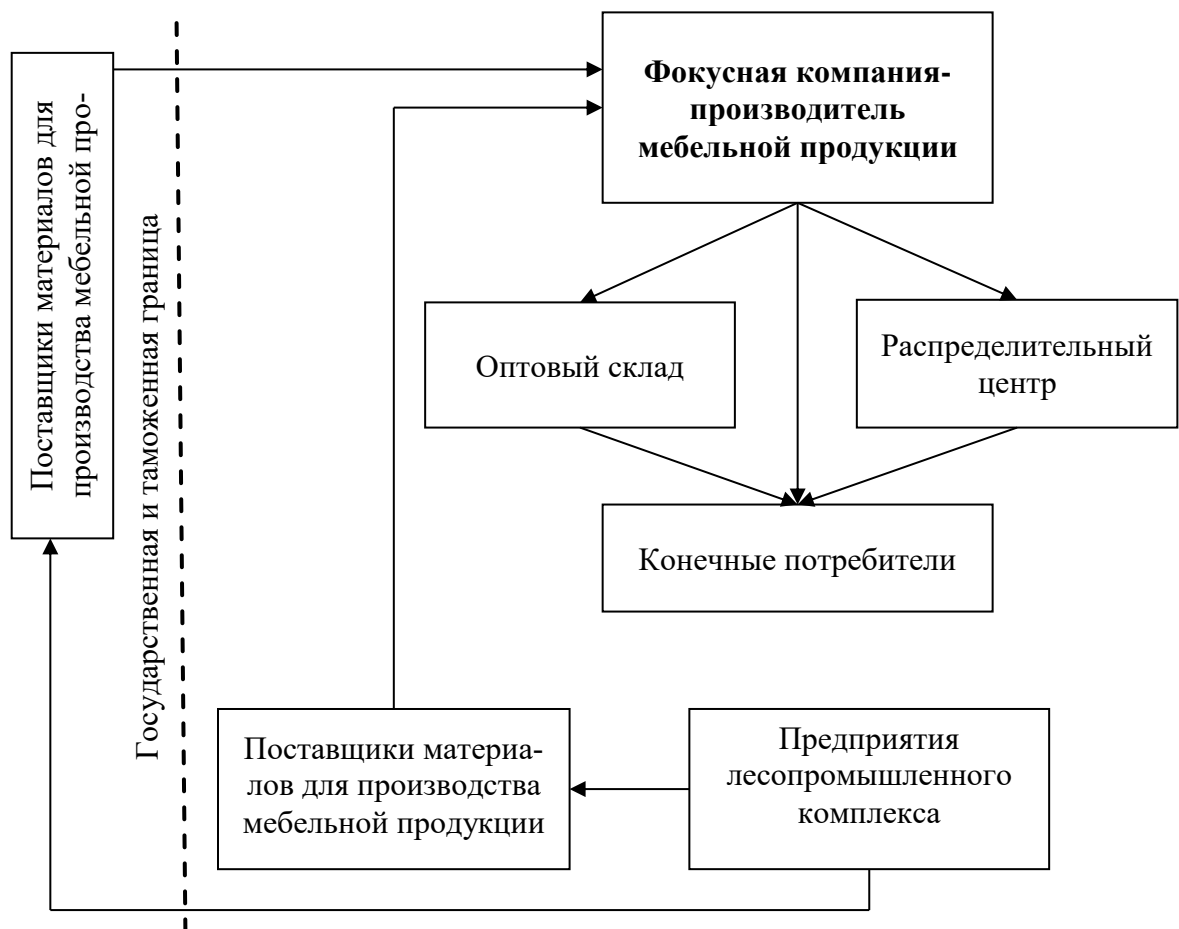 Поставщики материалов для
производства мебельной про-
Государственная и таможенная граница
Фокусная компания-
производитель
мебельной продукции
Оптовый склад
Распределительный
центр
Конечные потребители
Поставщики материа-
лов для производства
мебельной продукции
Предприятия
лесопромышленного
комплекса